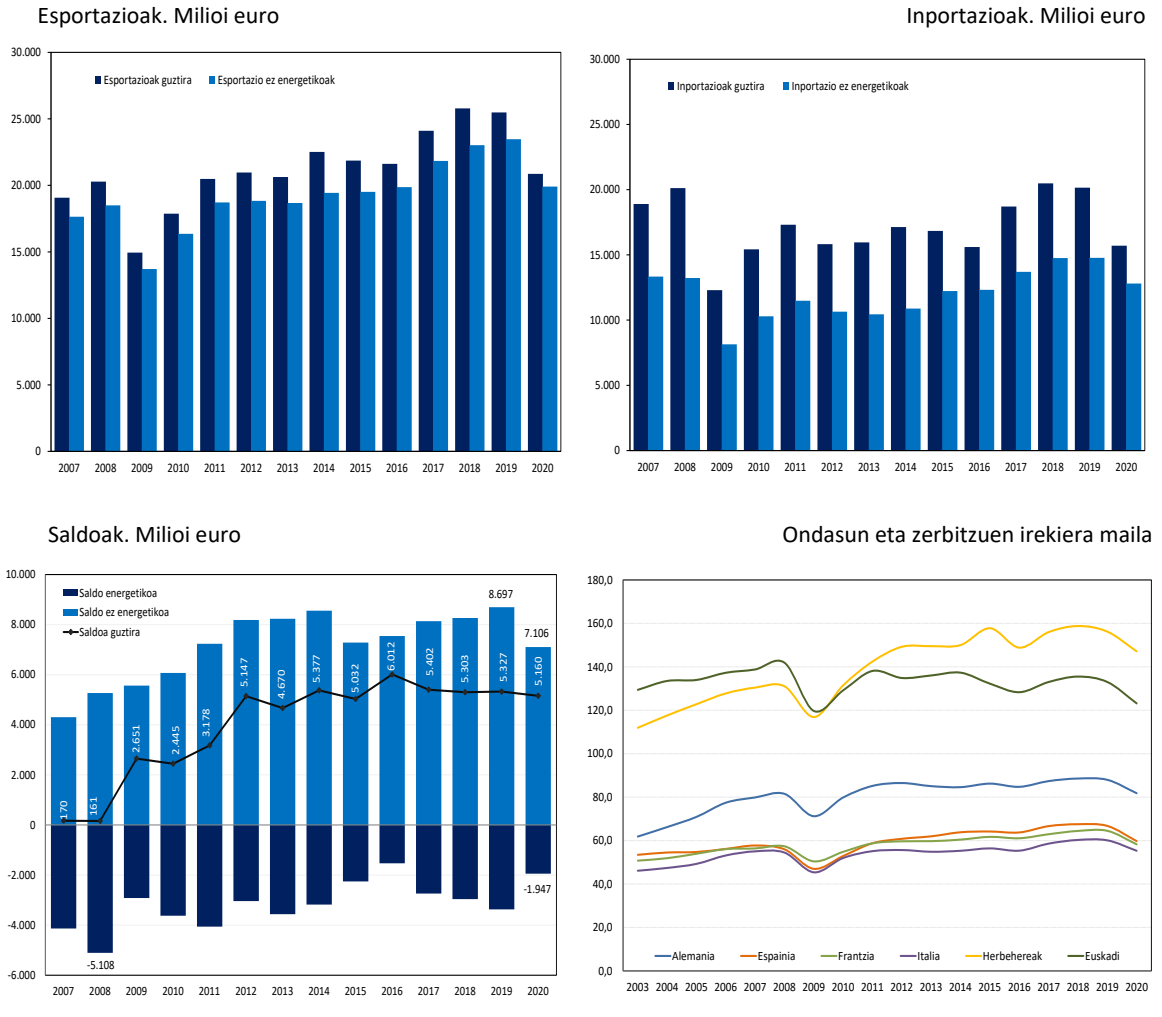 Esportazioak. Milioi euro
30.000
25.000
20.000
15.000
10.000
5.000
0
Esportazioak guztira Esportazio ez energetikoak
2007 2008 2009 2010 2011 2012 2013 2014 2015 2016 2017 2018 2019 2020
Inportazioak. Milioi euro
30.000
25.000
20.000
15.000
10.000
5.000
0
Inportazioak guztira Inportazio ez energetikoak
2007 2008 2009 2010 2011 2012 2013 2014 2015 2016 2017 2018 2019 2020
Saldoak. Milioi euro
10.000
8.000
6.000
4.000
2.000
0
-2.000
-4.000
-6.000
Saldo energetikoa
Saldo ez energetikoa
Saldoa guztira
8.697
7.106
170 161 2.651 2.445 3.178 5.147 4.670 5.377 5.032 6.012 5.402 5.303 5.327 5.160
-1.947
-5.108
2007 2008 2009 2010 2011 2012 2013 2014 2015 2016 2017 2018 2019 2020
Ondasun eta zerbitzuen irekiera maila
180,0
160,0
140,0
120,0
100,0
80,0
60,0
40,0
20,0
0,0
Alemania Espainia Frantzia Italia Herbehereak Euskadi
2003 2004 2005 2006 2007 2008 2009 2010 2011 2012 2013 2014 2015 2016 2017 2018 2019 2020